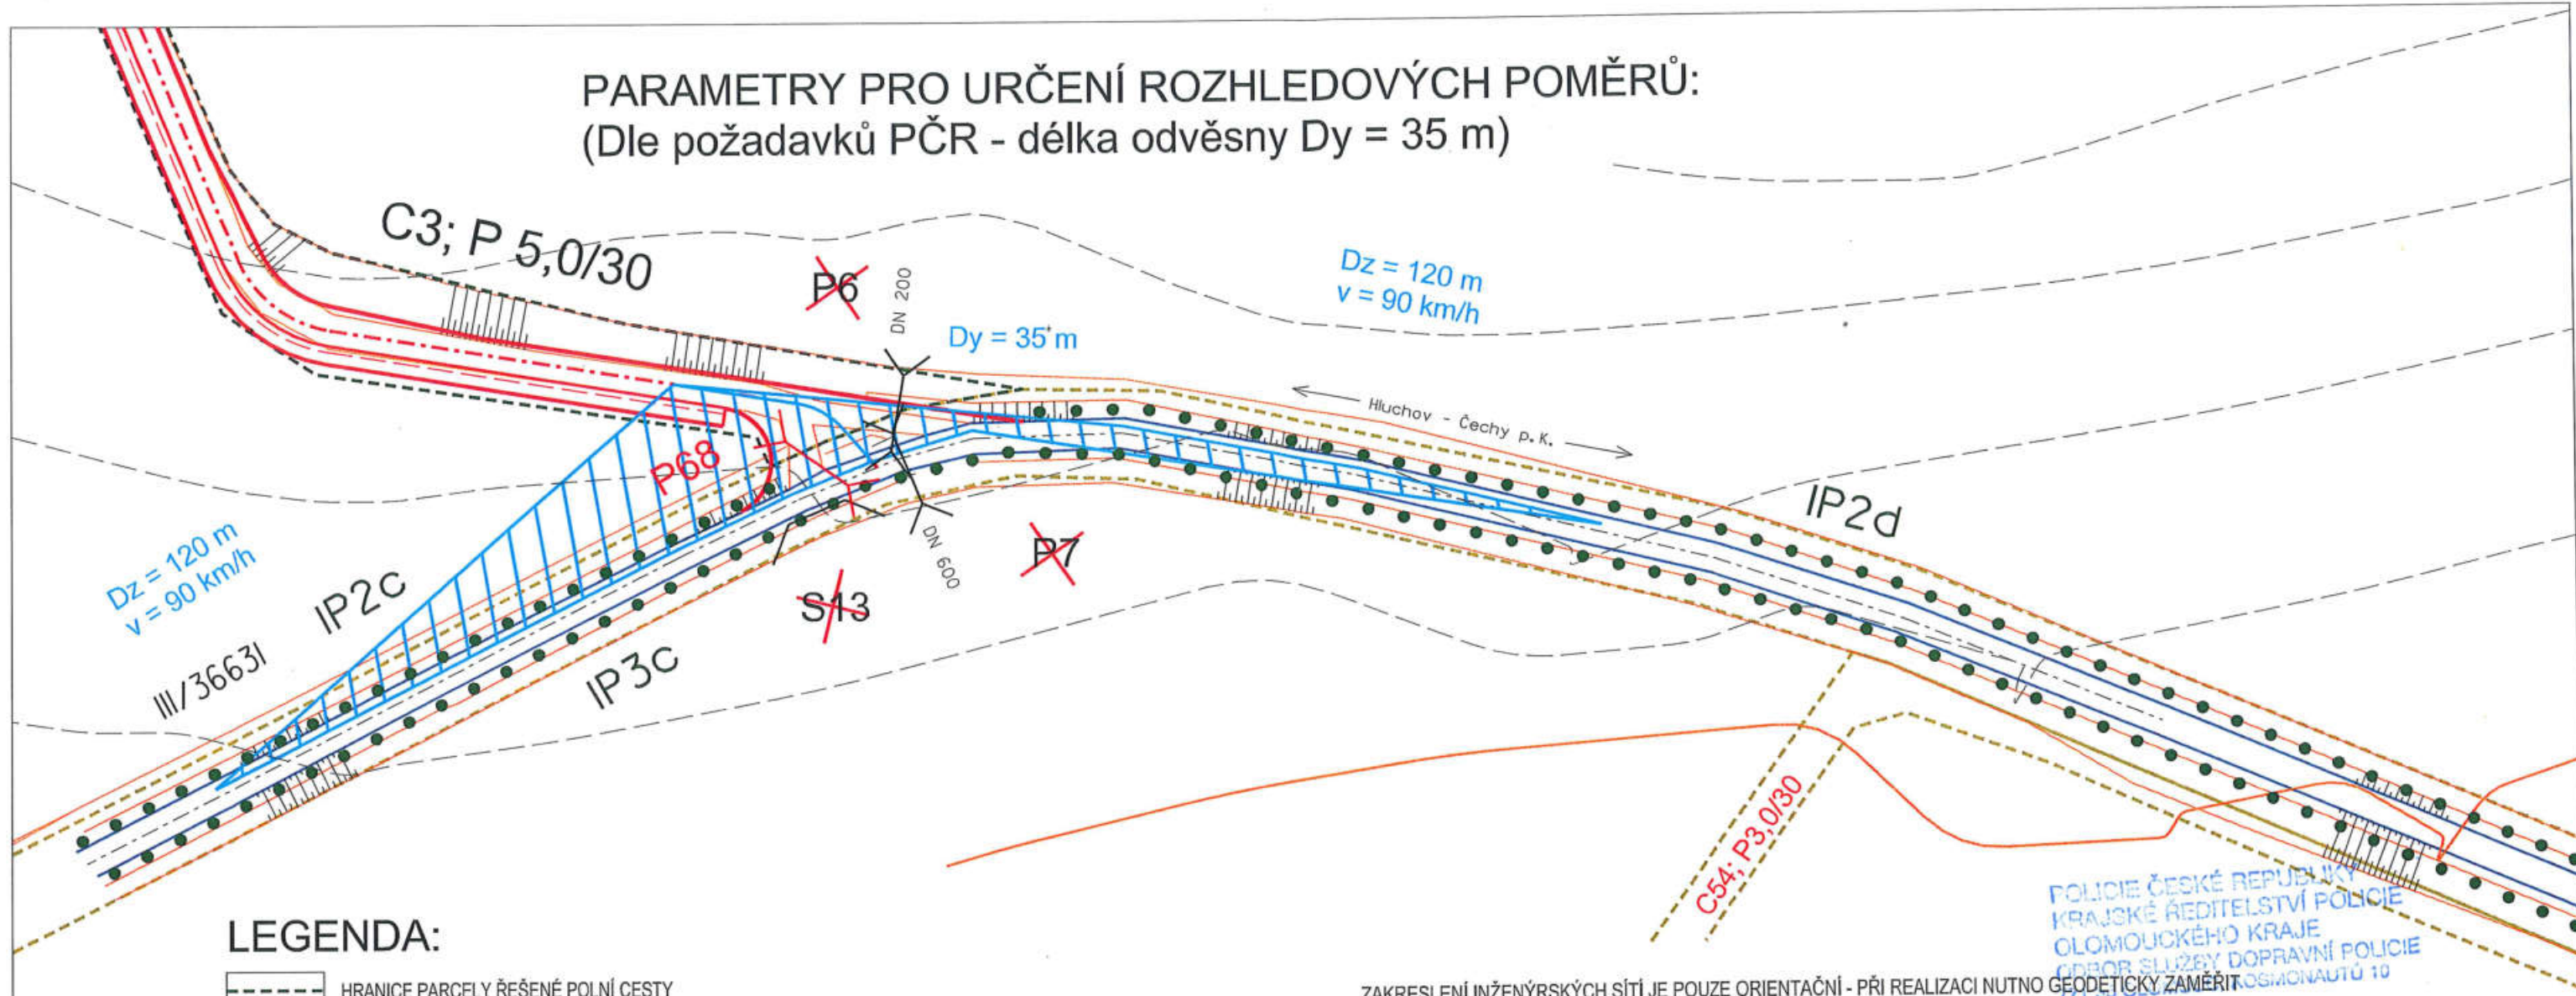 PARAMETRY PRO URČENÍ ROZHLEDOVÝCH POMĚRŮ:
(Dle požadavků PČR - délka odvěsny Dy = 35 m)
C3; P 5,0/30
P6
DN 200
Dy = 35 m
Dz = 120 m
v = 90 km/h
Hluchov - Čechy p.K.
P68
IP2d
DN 600
P7
S13
Dz = 120 m
v = 90 km/h
IP2c
III/36631
IP3c
C54; P3,0/30
POLICIE ČESKÉ REPUBLIKY
KRAJSKÉ ŘEDITELSTVÍ POLICIE
OLOMOUCKÉHO KRAJE
ODBOR SLUŽBY DOPRAVNÍ POLICIE
KOSMONAUTŮ 10
LEGENDA:
HRANICE PARCELY ŘEŠENÉ POLNÍ CESTY
ZAKRESLENÍ INŽENÝRSKÝCH SÍTÍ JE POUZE ORIENTAČNÍ - PŘI REALIZACI NUTNO GEODETICKY ZAMĚŘIT